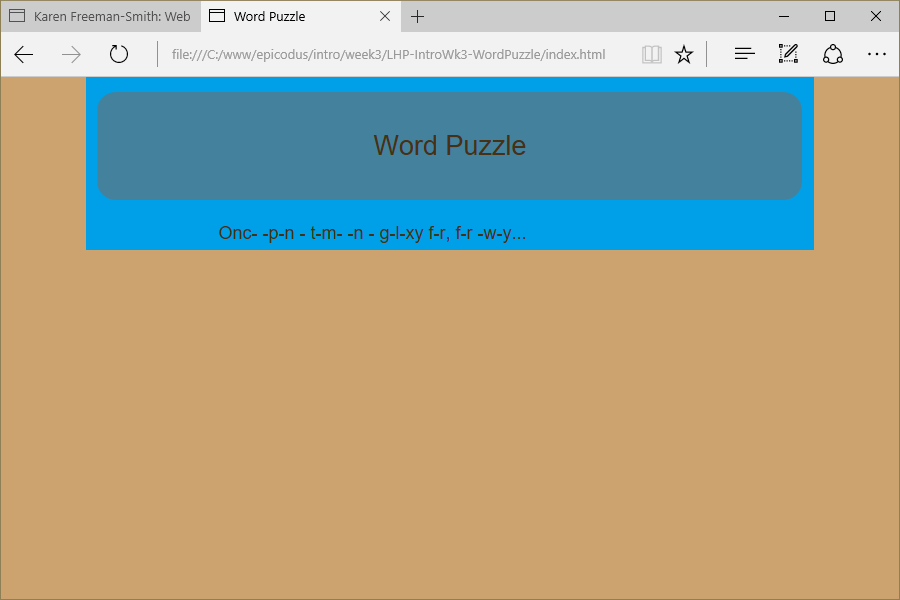 Karen Freeman-Smith: Web
Word Puzzle
file:///C:/www/epicodus/intro/week3/LHP-IntroWk3-WordPuzzle/index.html
Word Puzzle
Onc- -p-n - t-m- -n - g-l-xy f-r, f-r -w-y...